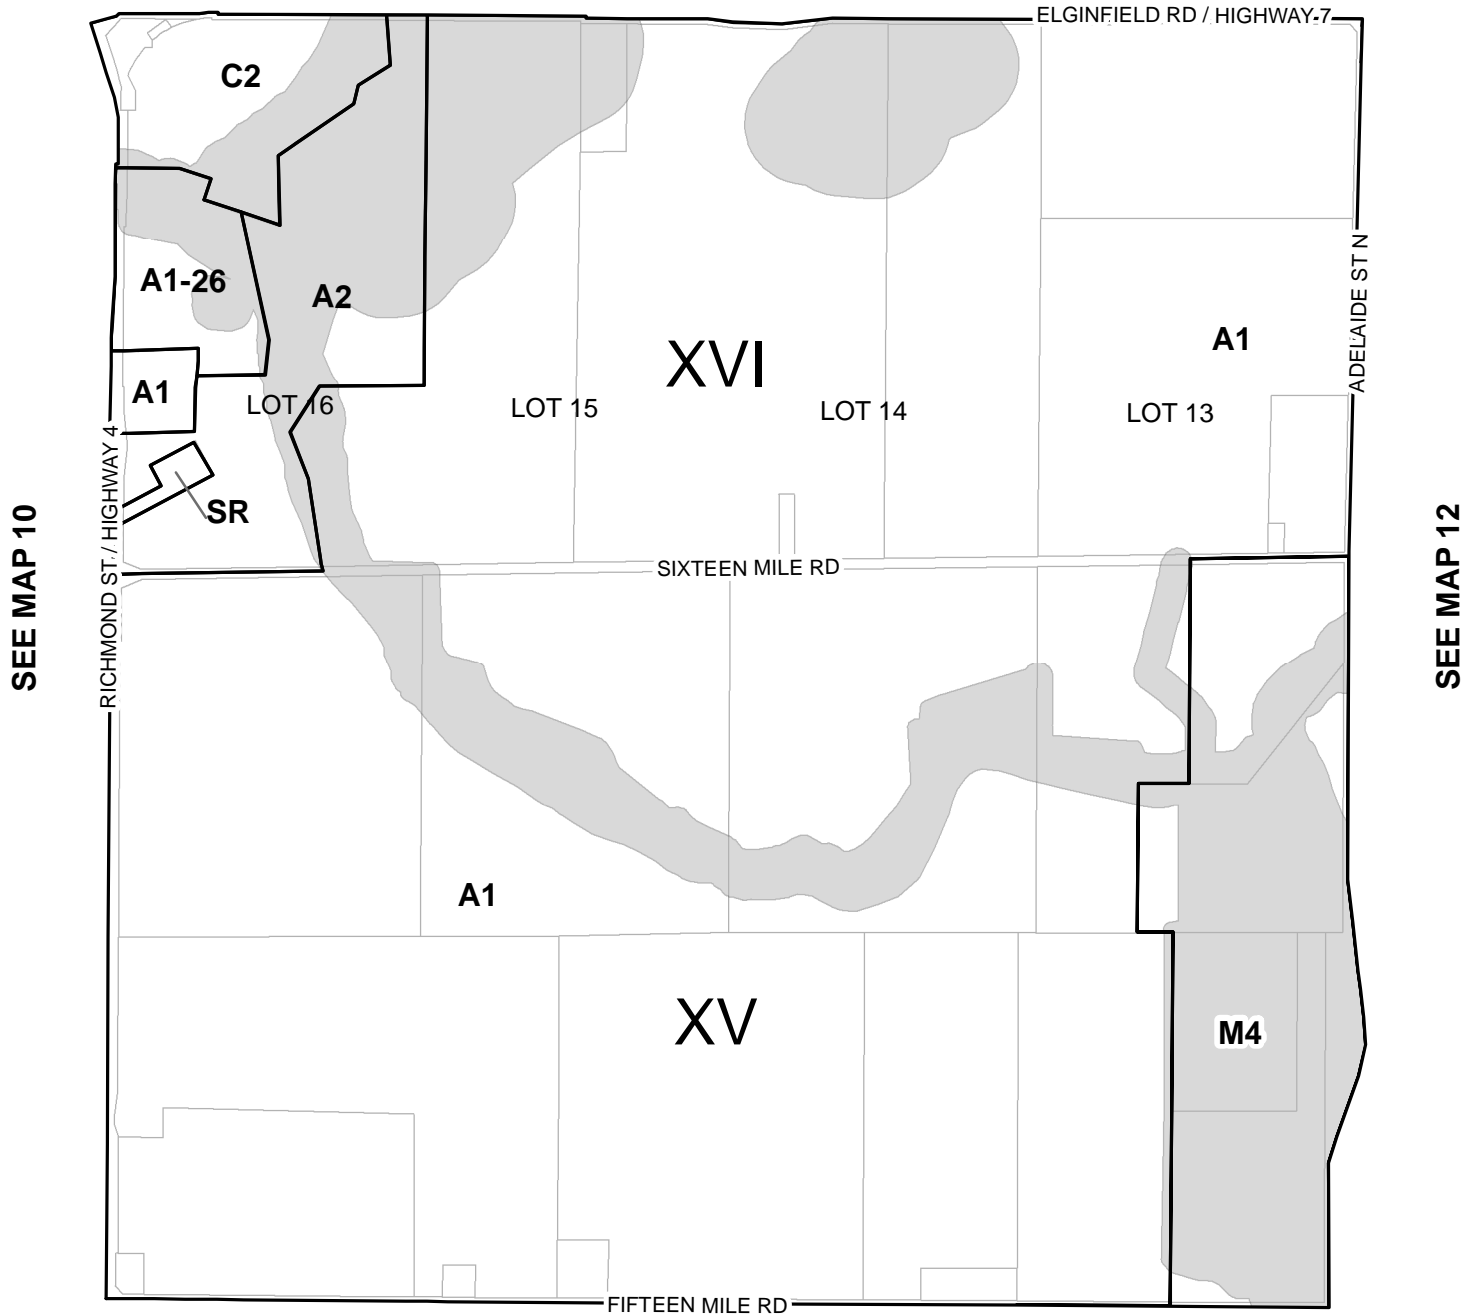 ELGINFIELD RD / HIGHWAY 7
C2
A1-26
A2
XVI
A1
A1
LOT 16
LOT 15
LOT 14
LOT 13
SR
ADELAIDE ST N
RICHMOND ST / HIGHWAY 4
SEE MAP 10
SEE MAP 12
SIXTEEN MILE RD
A1
XV
M4
FIFTEEN MILE RD